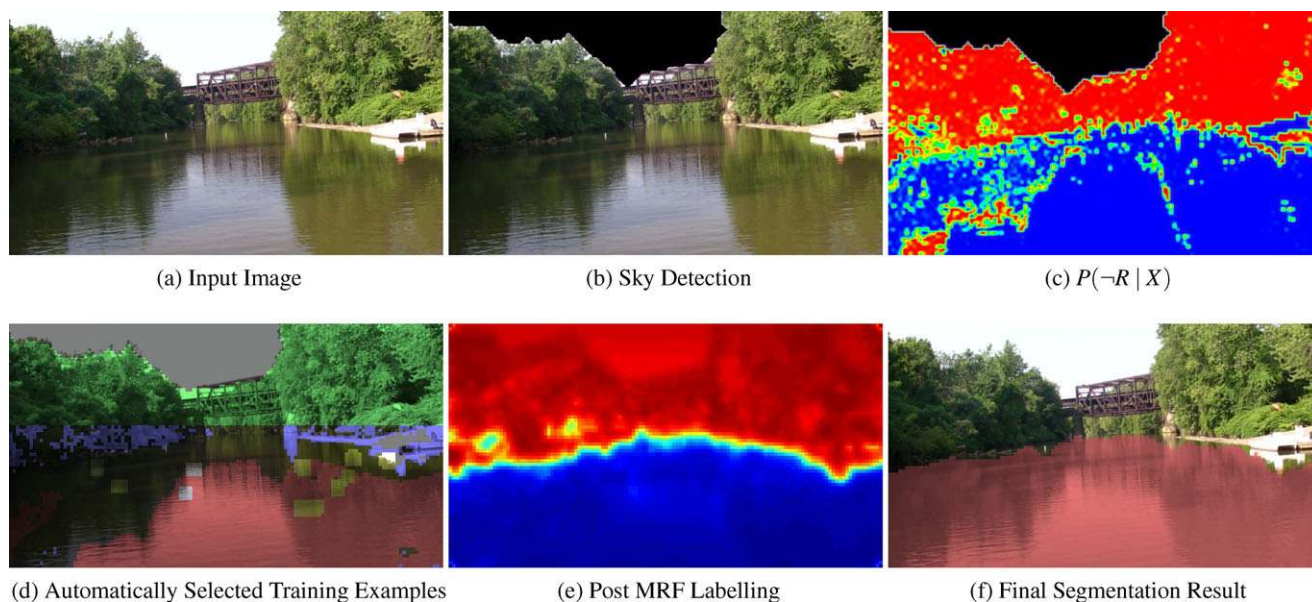 (a) Input Image
(b) Sky Detection
(c) P(¬R | X)
(d) Automatically Selected Training Examples
(e) Post MRF Labelling
(f) Final Segmentation Result